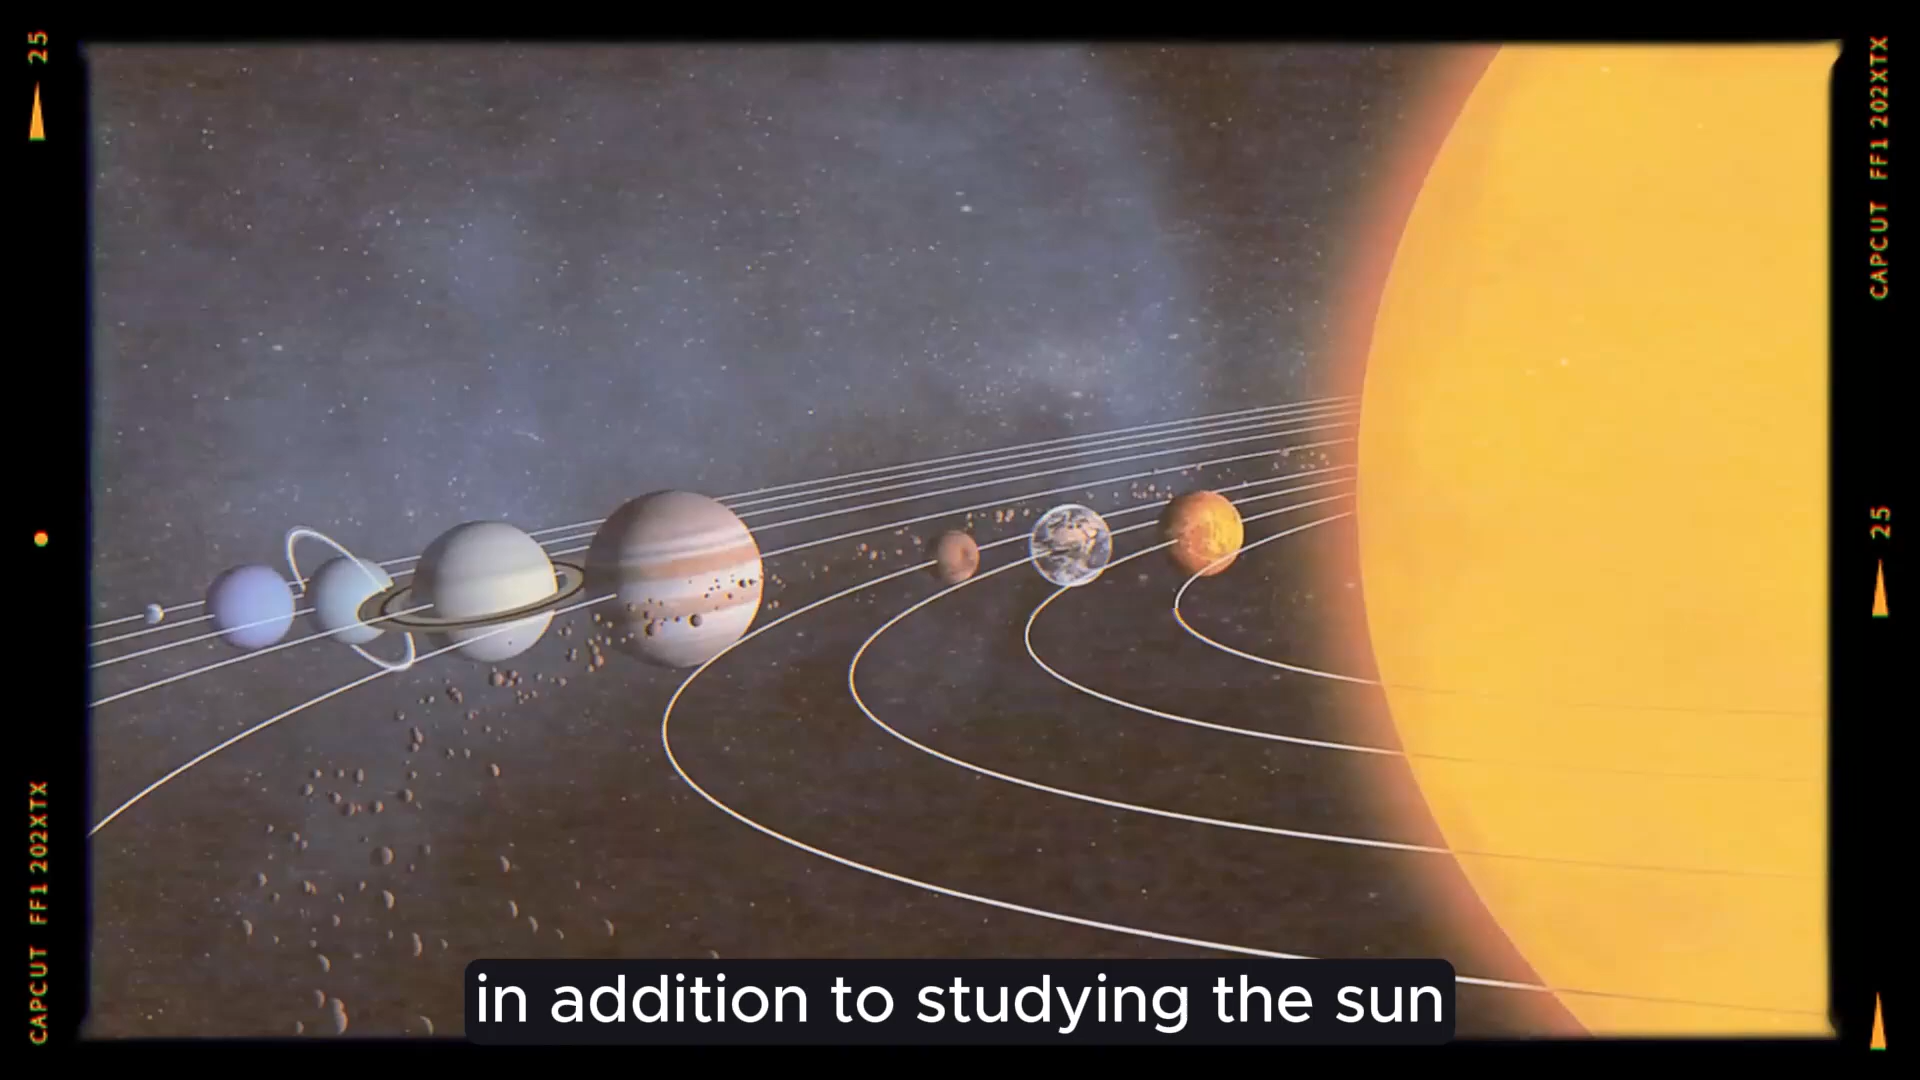 25
CAPCUT FF1 202XTX
CAPCUT FF1 202XTX
25
in addition to studying the sun